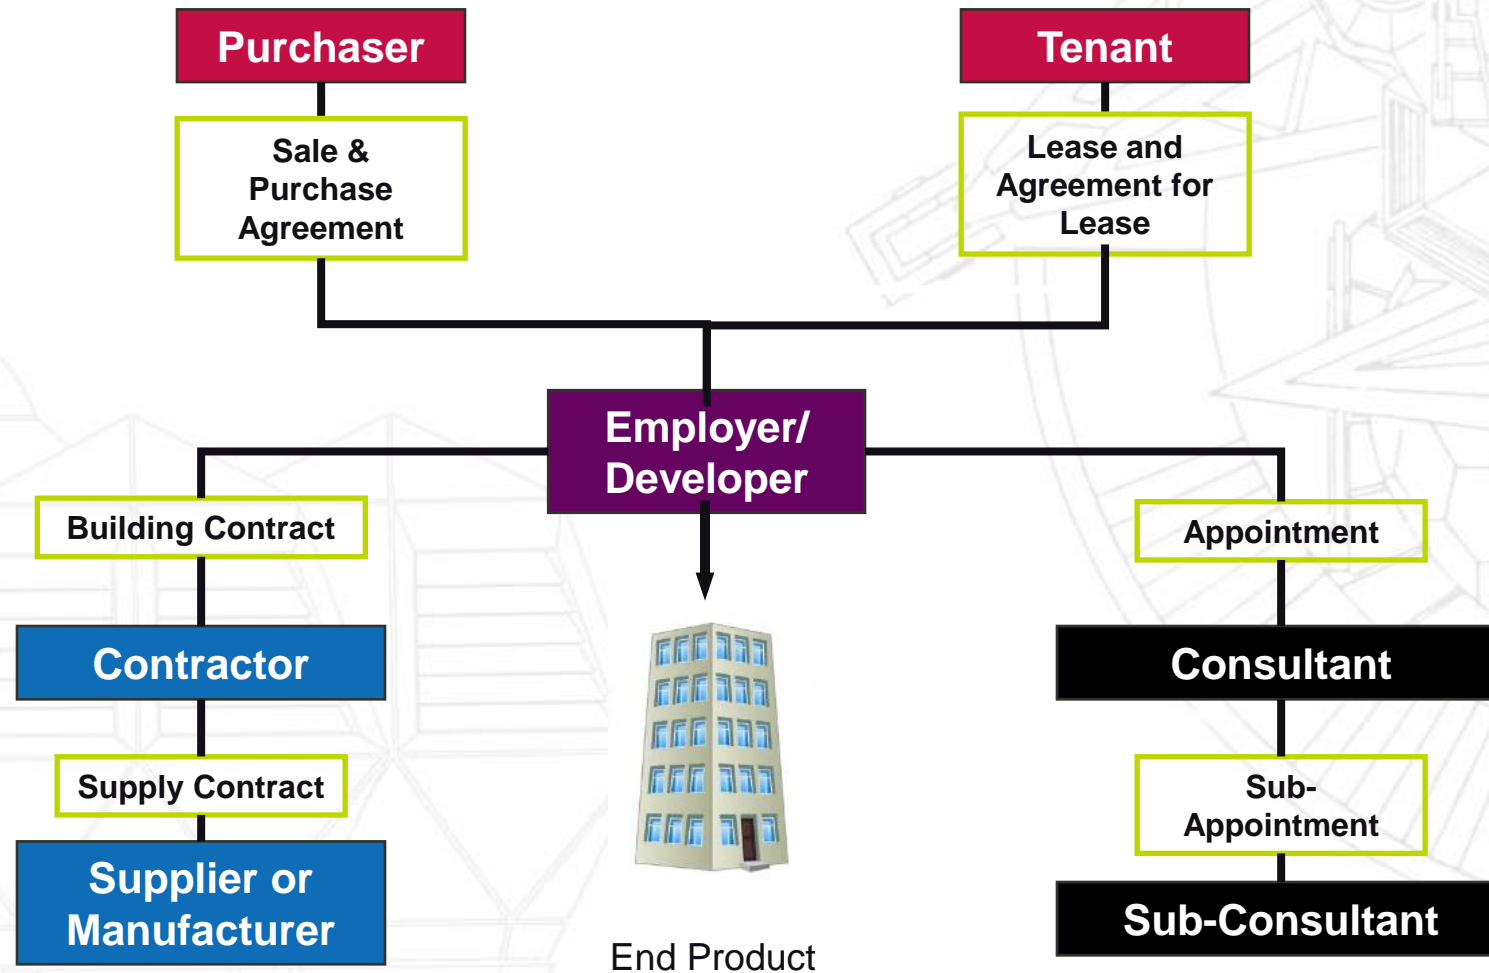 Purchaser
Tenant
Sale &
Purchase
Agreement
Lease and
Agreement for
Lease
Employer/
Developer
Building Contract
Appointment
Contractor
Consultant
Supply Contract
Sub-
Appointment
Supplier or
Manufacturer
Sub-Consultant
End Product